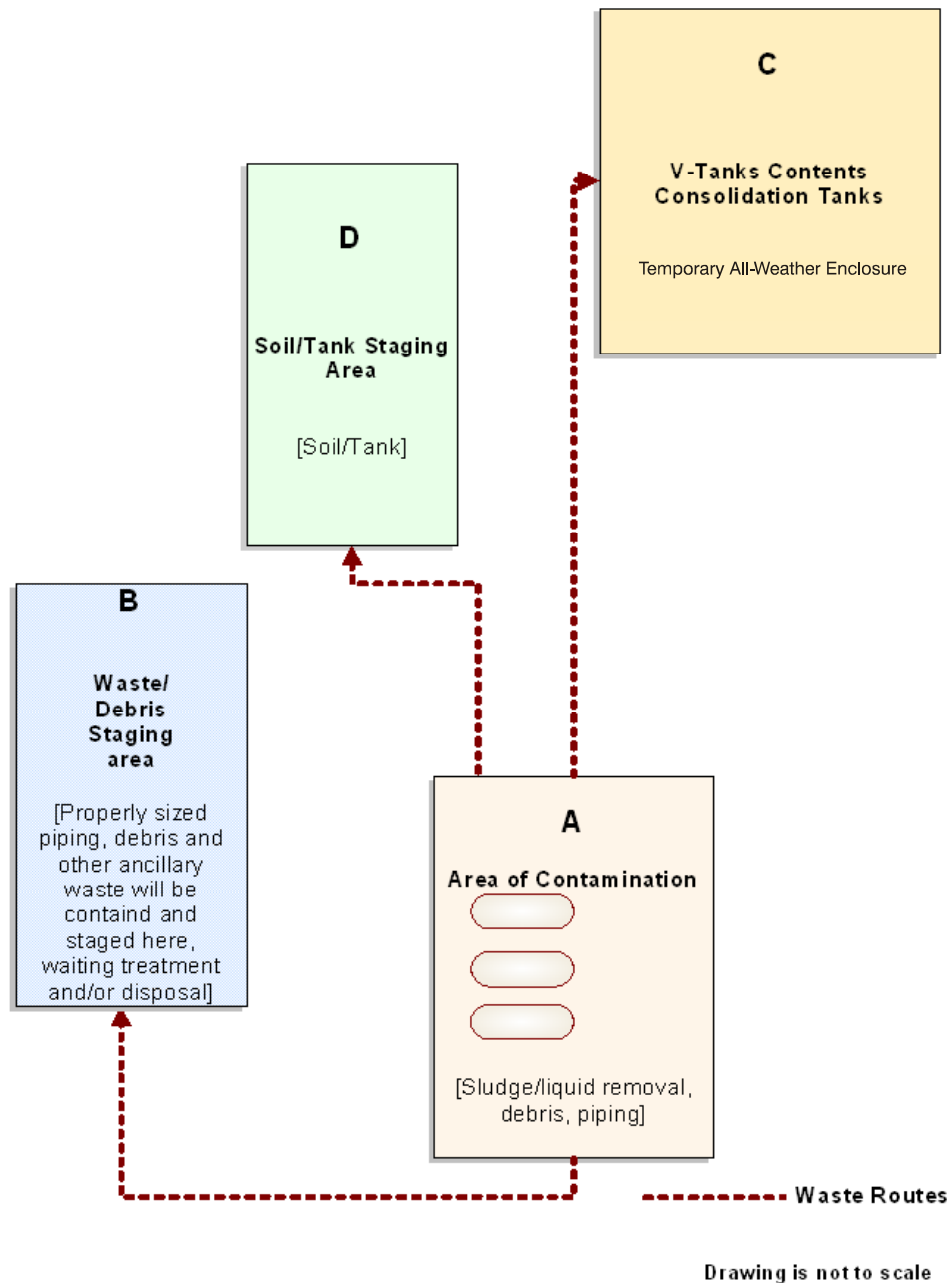 C
V-Tanks Contents
Consolidation Tanks
Temporary All-Weather Enclosure
D
Soil/Tank Staging
Area
[Soil/Tank]
B
Waste/
Debris
Staging
area
[Properly sized
piping, debris and
other ancillary
waste will be
containd and
staged here,
waiting treatment
and/or disposal]
A
Area of Contamination
[Sludge/liquid removal,
debris, piping]
Waste Routes
Drawing is not to scale